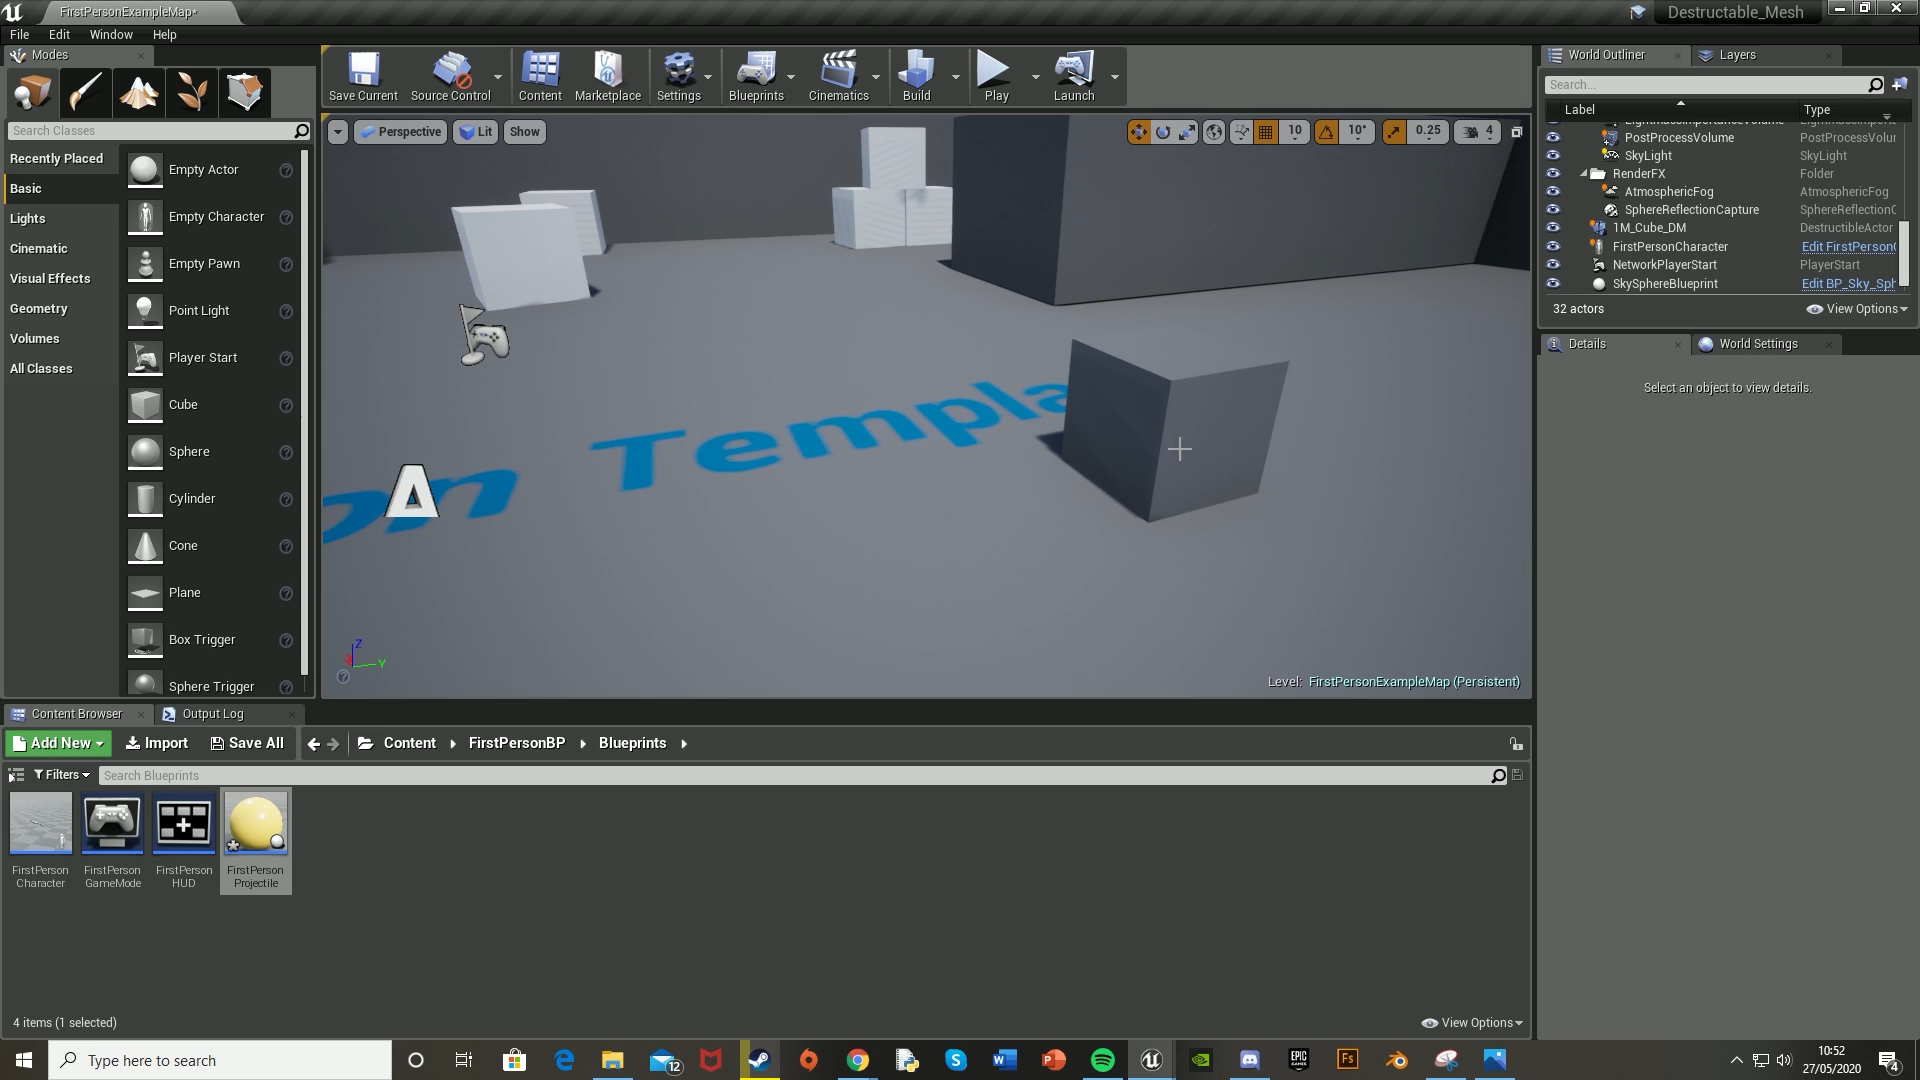 FirstPersonExampleMap*
Destructable_Mesh
File Edit Window Help
Modes
Search Classes
Recently Placed
Basic
Lights
Cinematic
Visual Effects
Geometry
Volumes
All Classes
Empty Actor
Empty Character
Empty Pawn
Point Light
Player Start
Cube
Sphere
Cylinder
Cone
Plane
Box Trigger
Sphere Trigger
Save Current Source Control Content Marketplace Settings Blueprints Cinematics Build Play Launch
Perspective Lit Show
10 10° 0.25 4
on Templa
A
Z
Y
Level: FirstPersonExampleMap (Persistent)
World Outliner Layers
Search...
Label Type
PostProcessVolume PostProcessVolur
SkyLight SkyLight
RenderFX Folder
AtmosphericFog AtmosphericFog
SphereReflectionCapture SphereReflectionC
1M_Cube_DM DestructibleActor
FirstPersonCharacter Edit FirstPerson(
NetworkPlayerStart PlayerStart
SkySphereBlueprint Edit BP_Sky_Sph
32 actors View Options
Details World Settings
Select an object to view details.
Content Browser Output Log
Add New Import Save All Content FirstPersonBP Blueprints
Filters Search Blueprints
FirstPerson Character
FirstPerson GameMode
FirstPerson HUD
FirstPerson Projectile
4 items (1 selected) View Options
Type here to search
12
EPIC GAMES
Fs
10:52
27/05/2020
4